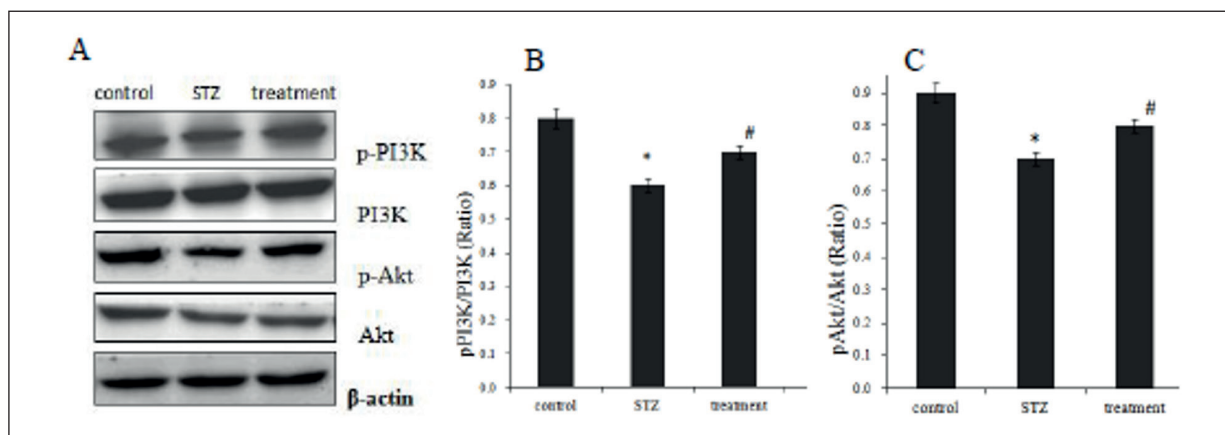 A
control STZ treatment
p-PI3K
PI3K
p-Akt
Akt
β-actin
B
pPI3K/PI3K (Ratio)
0.9
0.8
0.7
0.6
0.5
0.4
0.3
0.2
0.1
0.0
*
#
control STZ treatment
C
pAkt/Akt (Ratio)
0.9
0.8
0.7
0.6
0.5
0.4
0.3
0.2
0.1
0.0
*
#
control STZ treatment